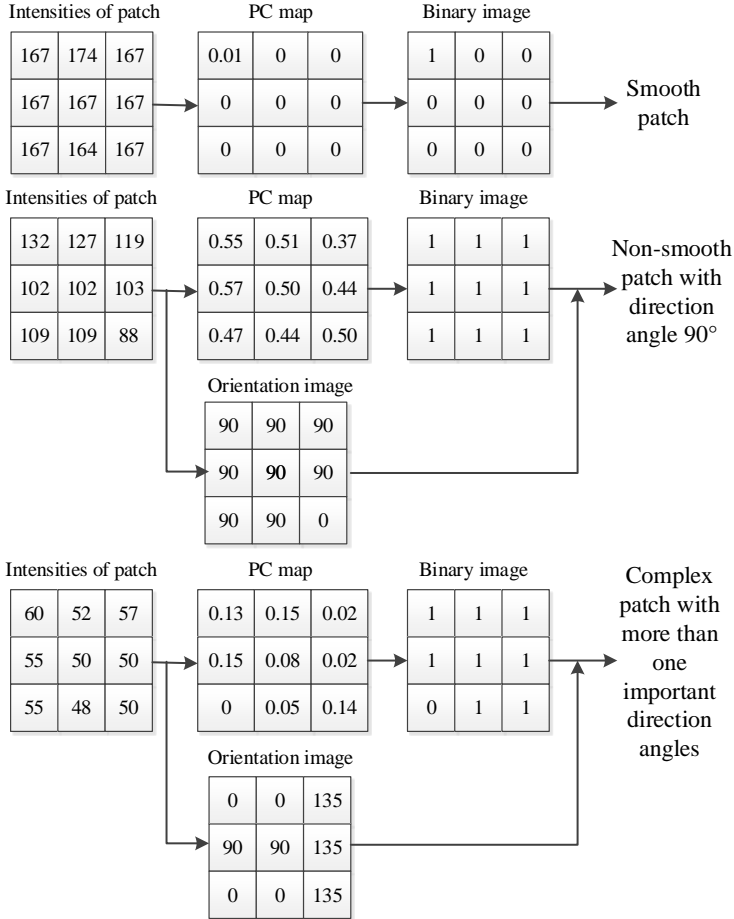 Intensities of patch PC map Binary image
167 174 167 0.01 0 0 1 0 0
167 167 167 0 0 0 0 0 0
167 164 167 0 0 0 0 0 0
Smooth
patch
Intensities of patch PC map Binary image
132 127 119 0.55 0.51 0.37 1 1 1
102 102 103 0.57 0.50 0.44 1 1 1
109 109 88 0.47 0.44 0.50 1 1 1
Non-smooth
patch with
direction
angle 90°
Orientation image
90 90 90
90 90 90
90 90 0
Intensities of patch PC map Binary image
60 52 57 0.13 0.15 0.02 1 1 1
55 50 50 0.15 0.08 0.02 1 1 1
55 48 50 0 0.05 0.14 0 1 1
Complex
patch with
more than
one
important
direction
angles
Orientation image
0 0 135
90 90 135
0 0 135